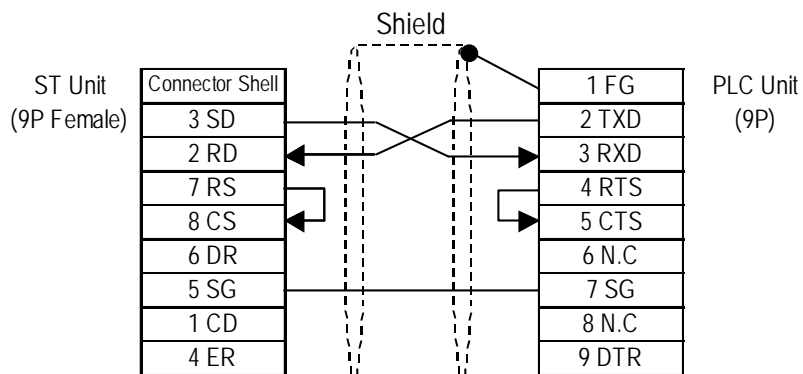 Shield
ST Unit
(9P Female)
Connector Shell
3 SD
2 RD
7 RS
8 CS
6 DR
5 SG
1 CD
4 ER
1 FG
2 TXD
3 RXD
4 RTS
5 CTS
6 N.C
7 SG
8 N.C
9 DTR
PLC Unit
(9P)